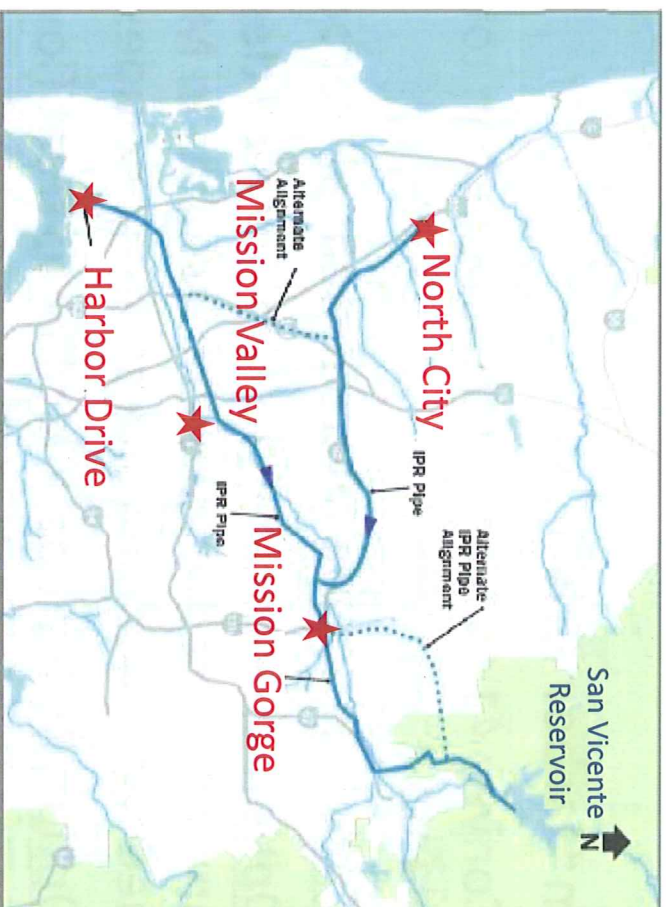 San Vicente
Reservoir
N
Alternate
IPR Pipe
Alignment
North City
IPR Pipe
Alternate
Alignment
Mission Valley
IPR Pipe
Mission Gorge
Harbor Drive